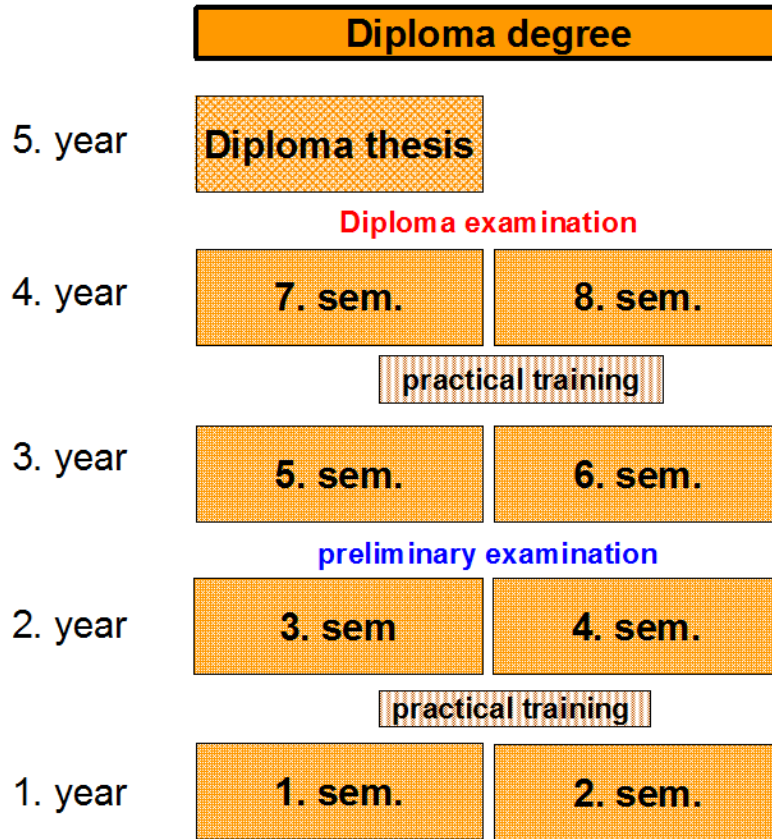 Diploma degree
5. year
Diploma thesis
Diploma examination
4. year
7. sem.
8. sem.
practical training
3. year
5. sem.
6. sem.
preliminary examination
2. year
3. sem
4. sem.
practical training
1. year
1. sem.
2. sem.